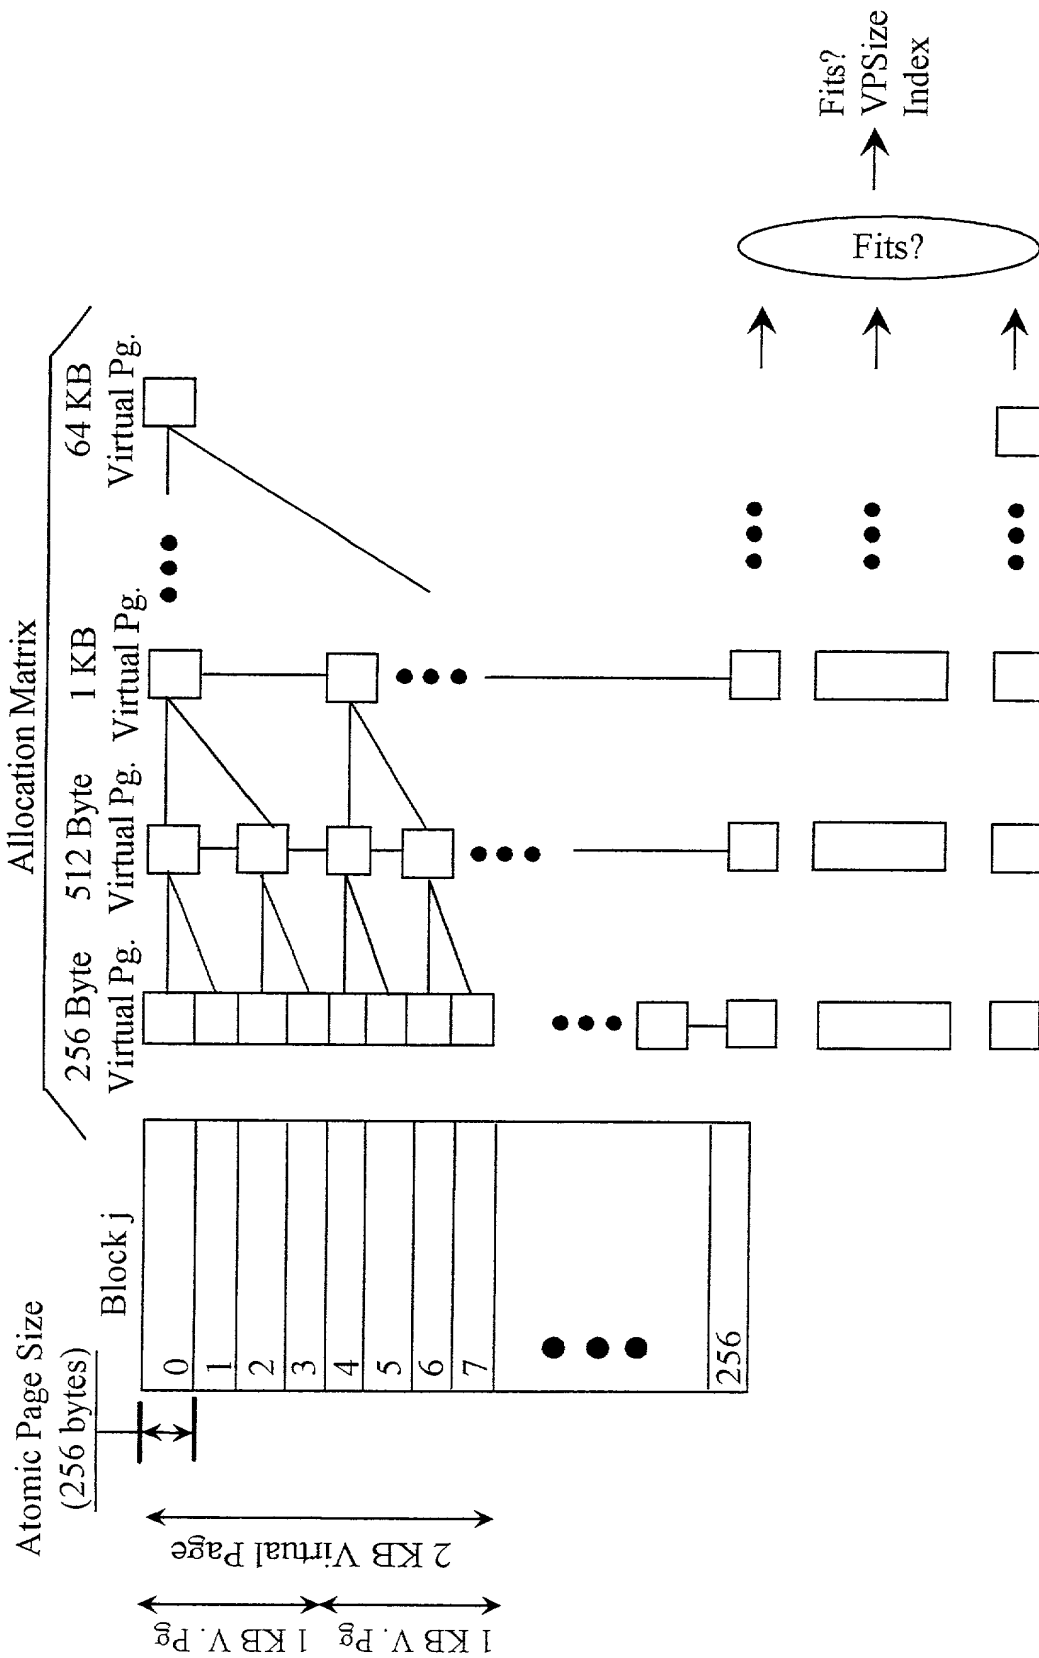 Allocation Matrix
Atomic Page Size
(256 bytes)
Block j
256 Byte
Virtual Pg.
512 Byte
Virtual Pg.
1 KB
Virtual Pg.
64 KB
Virtual Pg.
0
1
2
3
4
5
6
7
256
2 KB Virtual Page
1 KB V. Pg
1 KB V. Pg
Fits?
Fits?
VPSize
Index